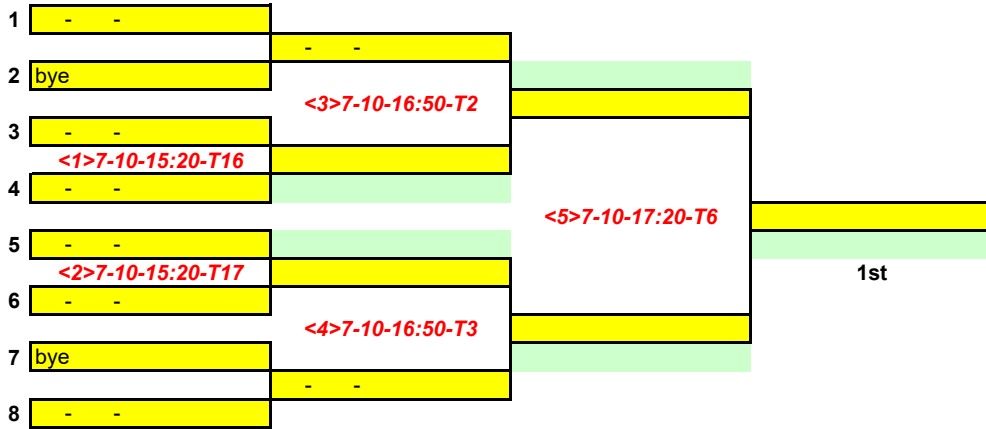 1 - -
- -
2 bye
<3>7-10-16:50-T2
3 - -
<1>7-10-15:20-T16
4 - -
<5>7-10-17:20-T6
5 - -
<2>7-10-15:20-T17
1st
6 - -
<4>7-10-16:50-T3
7 bye
- -
8 - -